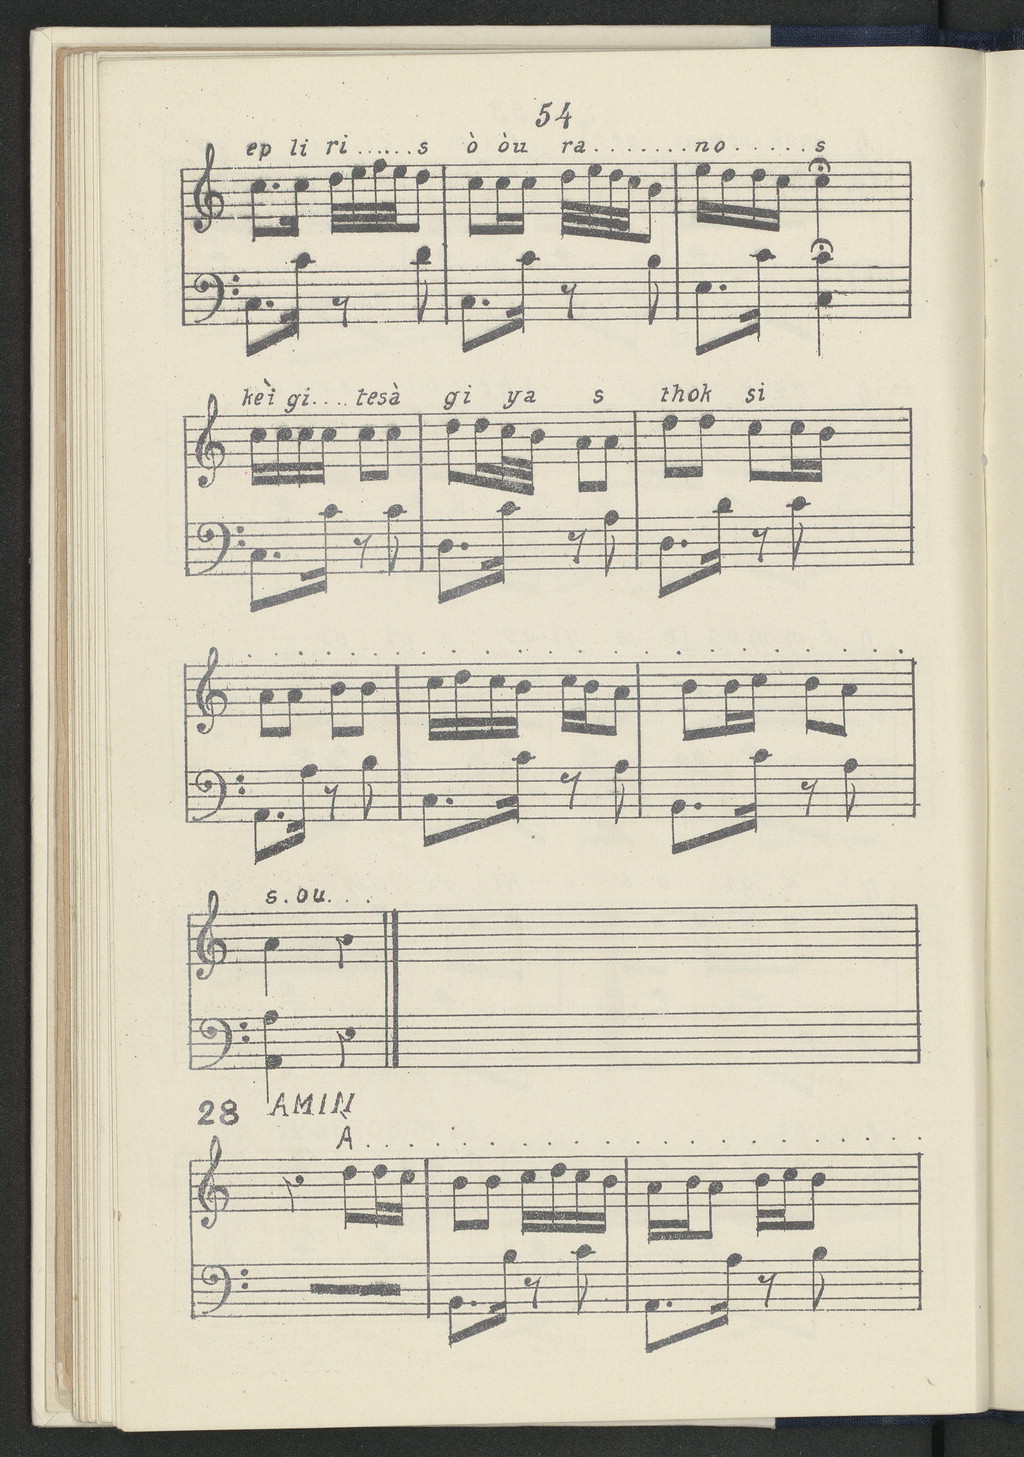 54
ep li ri ......s ò òu ra ........no ......s
kèi gi.... tesà gi ya s thok si
s.ou. . .
28 AMIN
À . . . . . . . . . . . . . . . . . . .